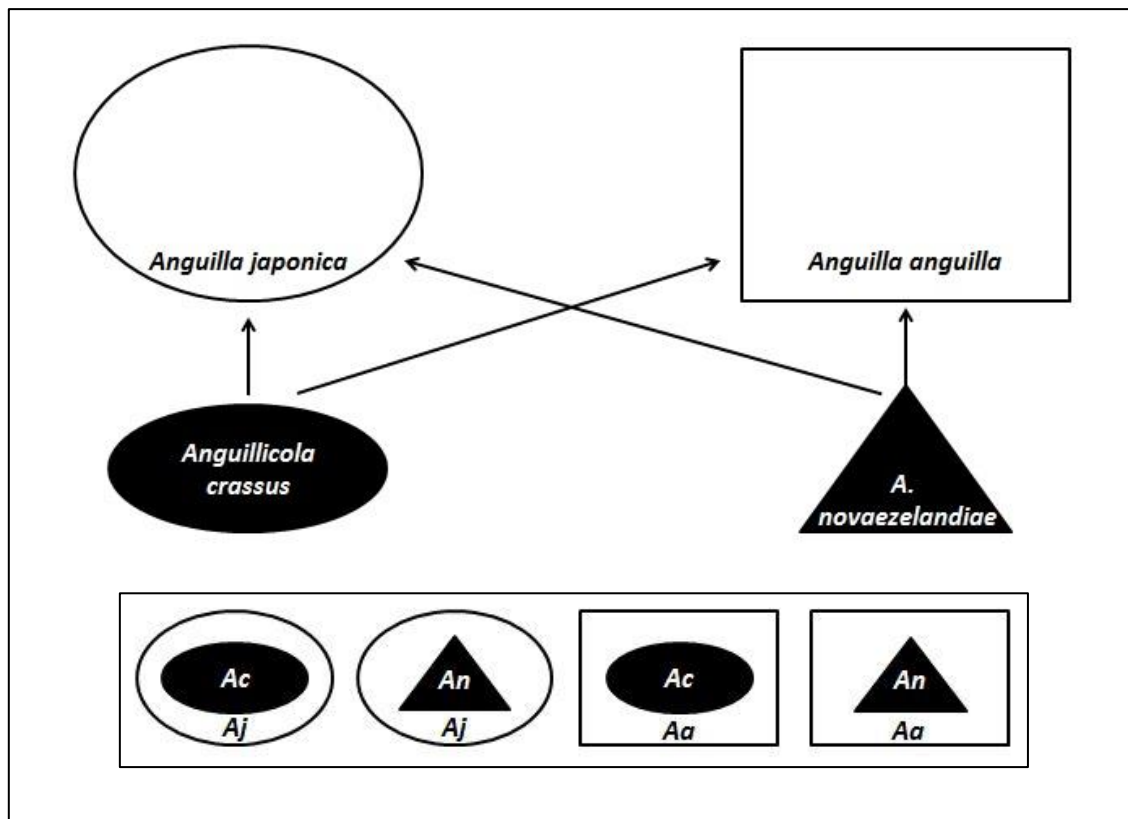 Anguilla japonica
Anguilla anguilla
Anguillicola
crassus
A.
novaezelandiae
Ac
Aj
An
Aj
Ac
Aa
An
Aa